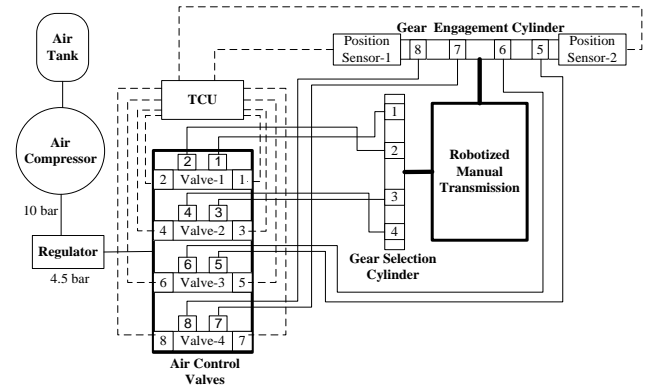 Air
Tank
Air
Compressor
10 bar
Regulator
4.5 bar
TCU
Gear Engagement Cylinder
Position
Sensor-1
8
7
6
5
Position
Sensor-2
1
2
3
4
Gear Selection
Cylinder
Robotized
Manual
Transmission
2
1
2
Valve-1
1
4
3
4
Valve-2
3
6
5
6
Valve-3
5
8
7
8
Valve-4
7
Air Control
Valves